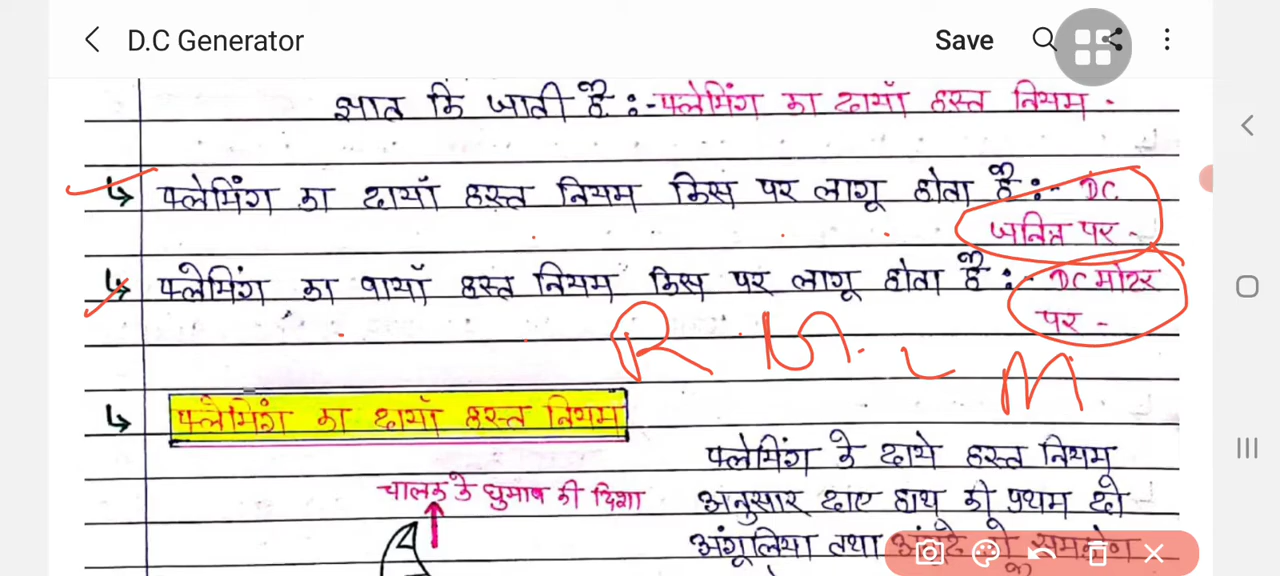 D.C Generator
Save
ज्ञात कि जाती है :- फ्लेमिंग का दायाँ हस्त नियम -
फ्लेमिंग का दायाँ हस्त नियम किस पर लागू होता है :- DC
जनित्र पर -
फ्लेमिंग का वायाँ हस्त नियम किस पर लागू होता है :- DC मोटर
पर -
R
L M
फ्लेमिंग का दायाँ हस्त नियम
फ्लेमिंग के दाये हस्त नियम
चालक के घुमाव की दिशा
अनुसार दाए हाथ की प्रथम दो
अंगूलिया तथा